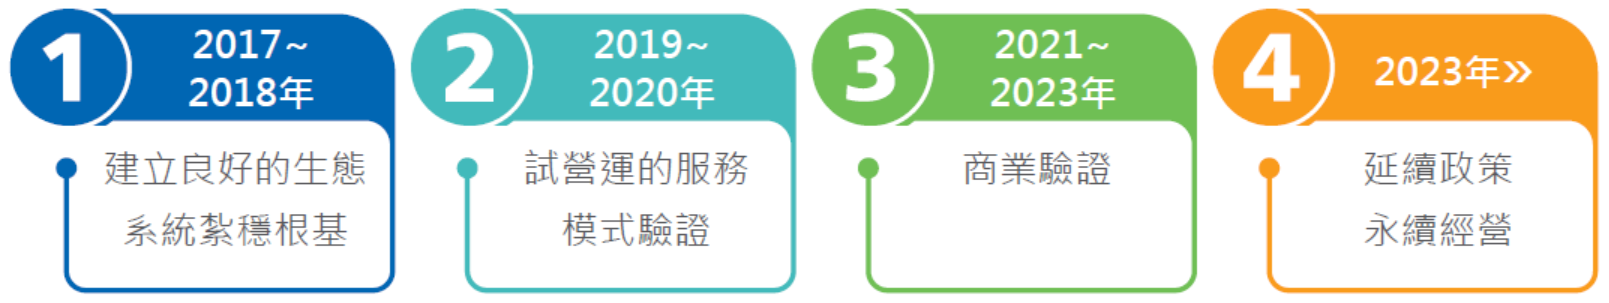 1
2017~
2018年
建立良好的生態
系統紮穩根基
2
2019~
2020年
試營運的服務
模式驗證
3
2021~
2023年
商業驗證
4
2023年»
延續政策
永續經營